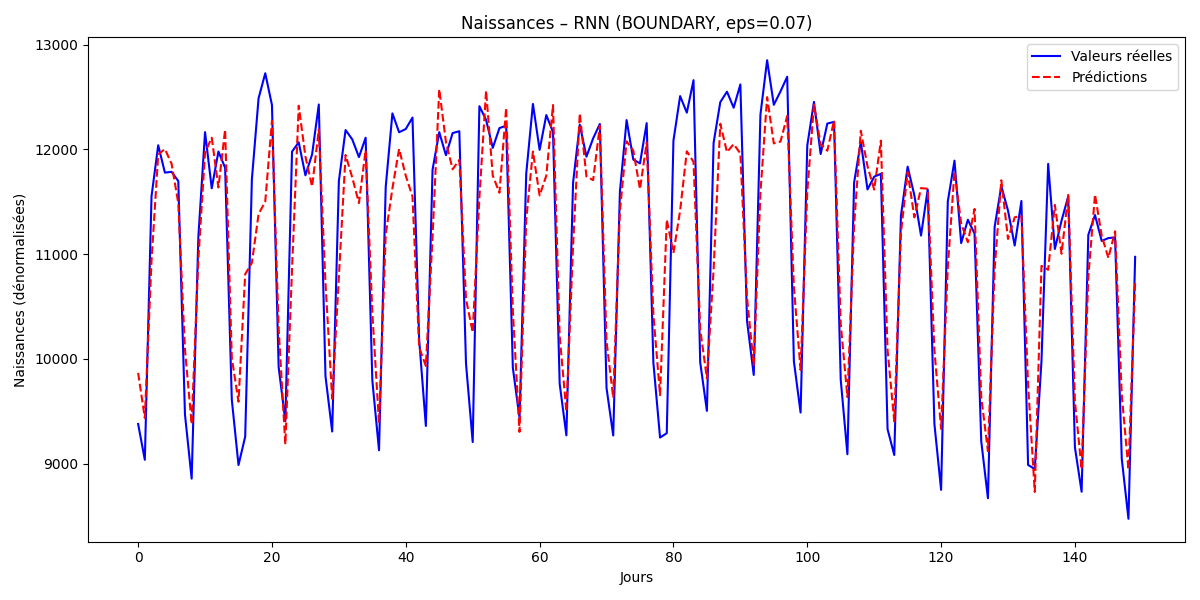 Naissances – RNN (BOUNDARY, eps=0.07)
Valeurs réelles
Prédictions
Naissances (dénormalisées)
13000
12000
11000
10000
9000
0 20 40 60 80 100 120 140
Jours